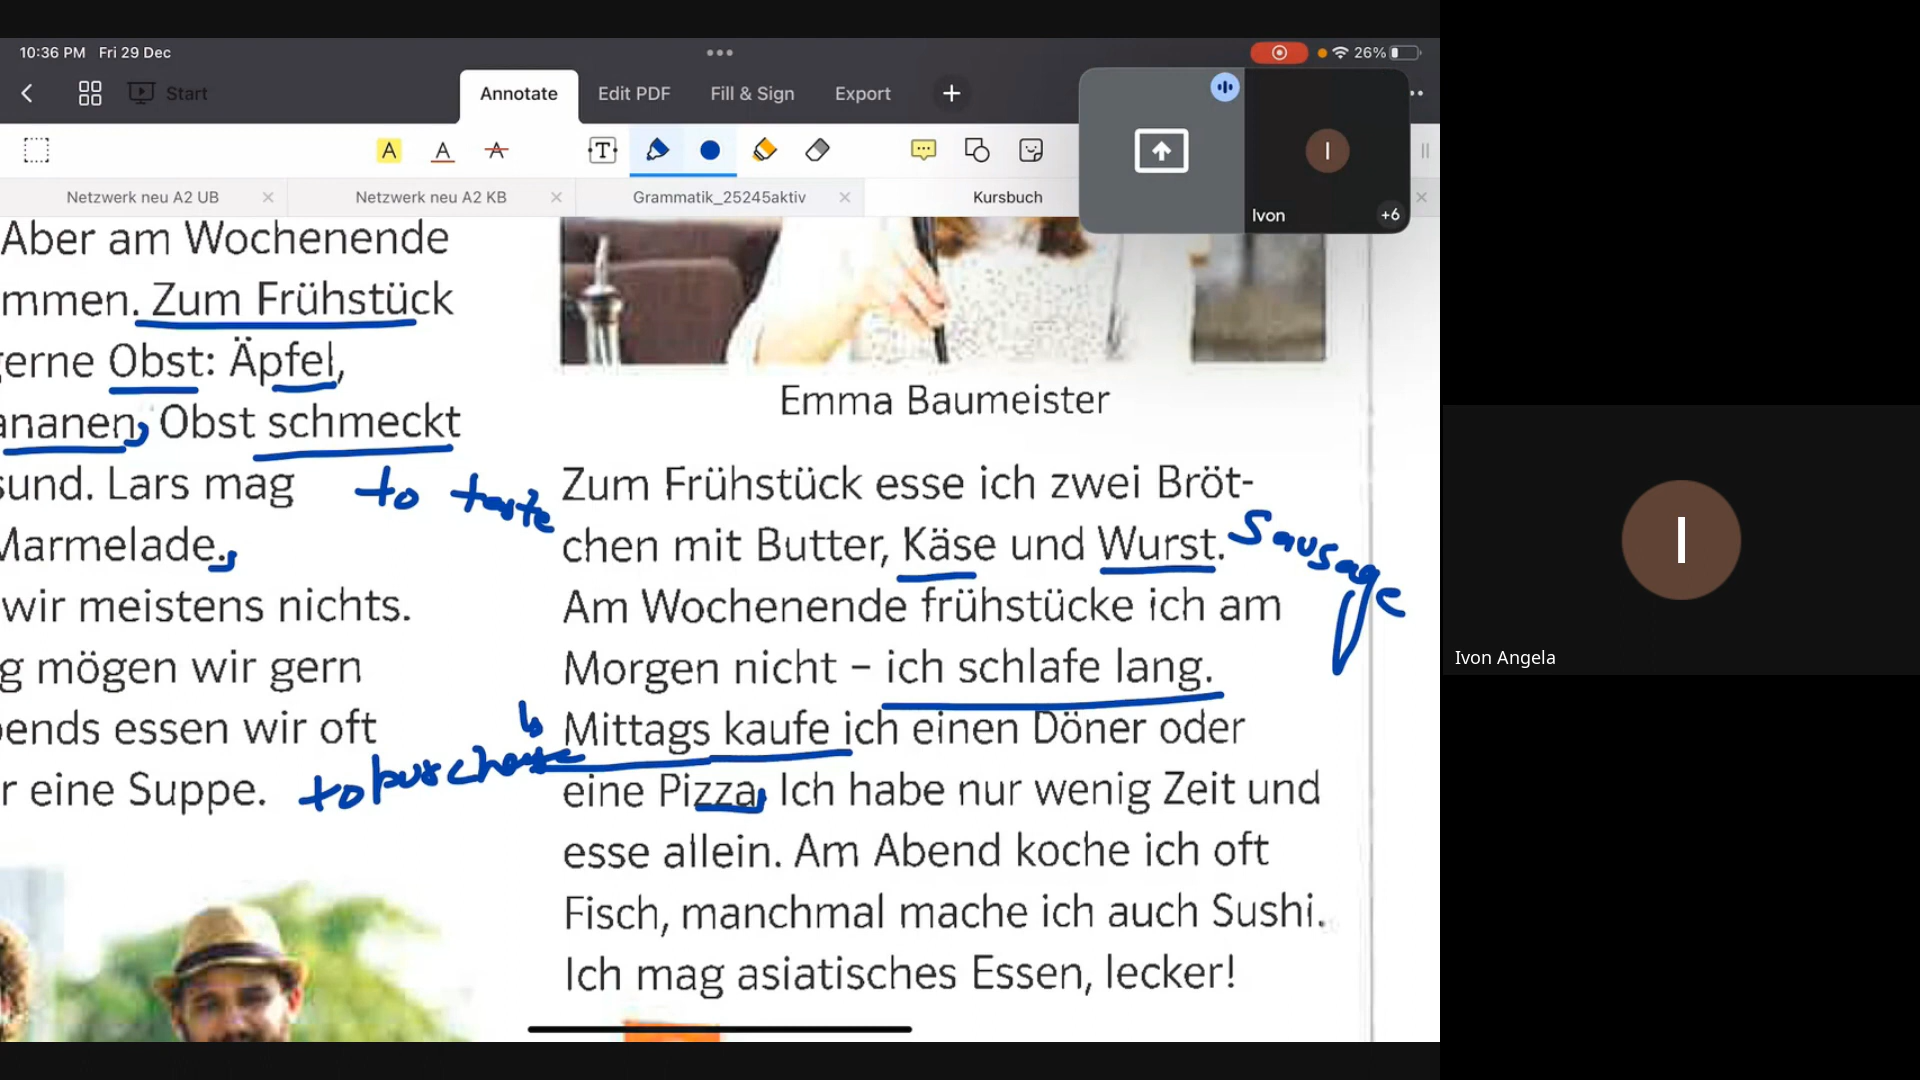 10:36 PM Fri 29 Dec
26%
Start
Annotate
Edit PDF
Fill & Sign
Export
Netzwerk neu A2 UB
Netzwerk neu A2 KB
Grammatik_25245aktiv
Kursbuch
Ivon
+6
Aber am Wochenende
mmen. Zum Frühstück
gerne Obst: Äpfel,
ananen, Obst schmeckt
sund. Lars mag
to taste
Marmelade.
wir meistens nichts.
g mögen wir gern
bends essen wir oft
r eine Suppe.
to purchase
Emma Baumeister
Zum Frühstück esse ich zwei Bröt-
chen mit Butter, Käse und Wurst.
Sausage
Am Wochenende frühstücke ich am
Morgen nicht – ich schlafe lang.
Mittags kaufe ich einen Döner oder
eine Pizza, Ich habe nur wenig Zeit und
esse allein. Am Abend koche ich oft
Fisch, manchmal mache ich auch Sushi.
Ich mag asiatisches Essen, lecker!
I
Ivon Angela